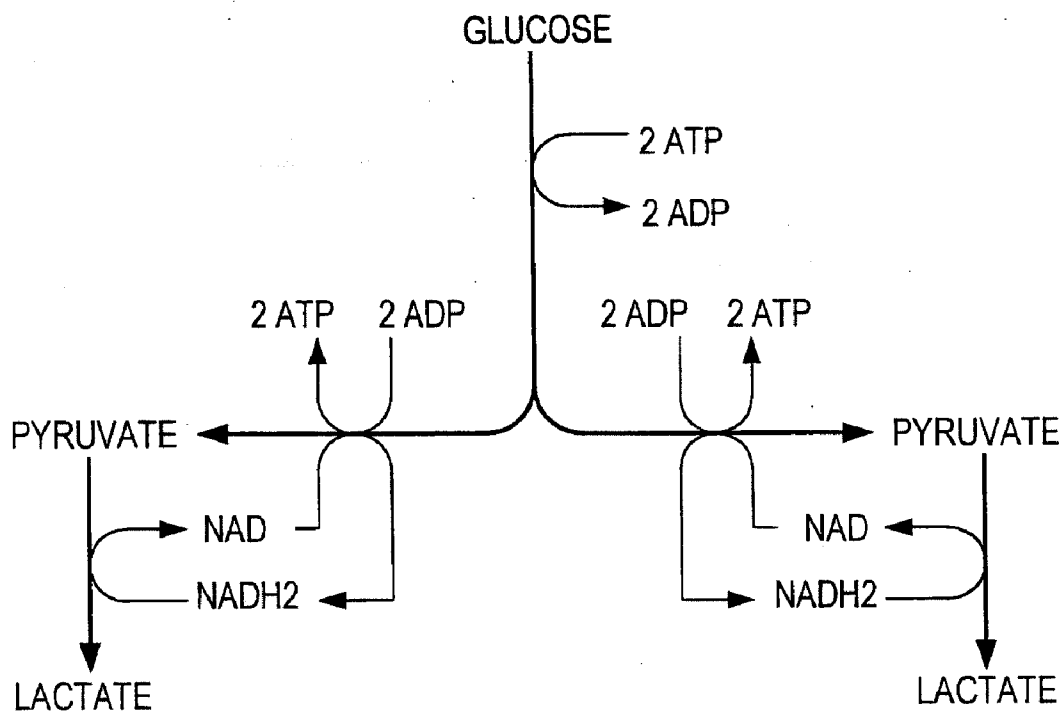 GLUCOSE
2 ATP
2 ADP
2 ATP 2 ADP 2 ADP 2 ATP
PYRUVATE PYRUVATE
NAD NAD
NADH2 NADH2
LACTATE LACTATE